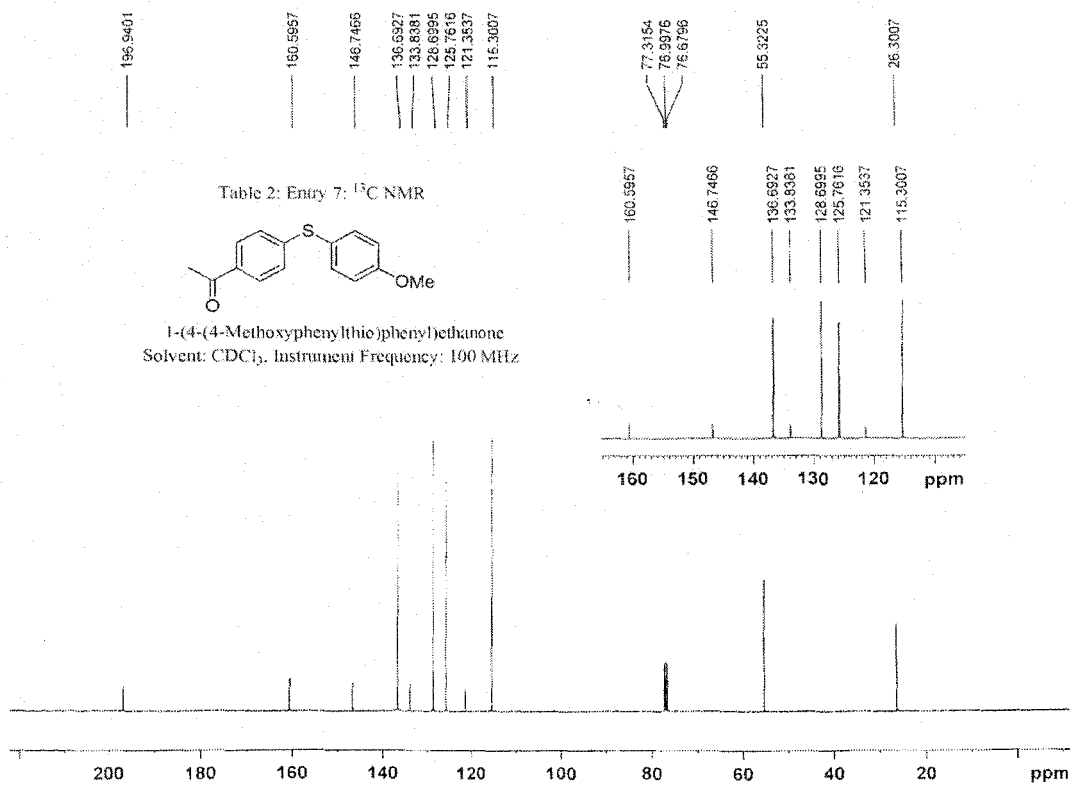 196.9401
160.5957
146.7466
136.6927
133.8381
128.6995
125.7616
121.3537
115.3007
77.3154
76.9976
76.6796
55.3225
26.3007
160.5957
146.7466
136.6927
133.8381
128.6995
125.7616
121.3537
115.3007
Table 2: Entry 7: ¹³C NMR
S
OMe
O
1-(4-(4-Methoxyphenylthio)phenyl)ethanone
Solvent: CDCl₃, Instrument Frequency: 100 MHz
160 150 140 130 120 ppm
200 180 160 140 120 100 80 60 40 20 ppm